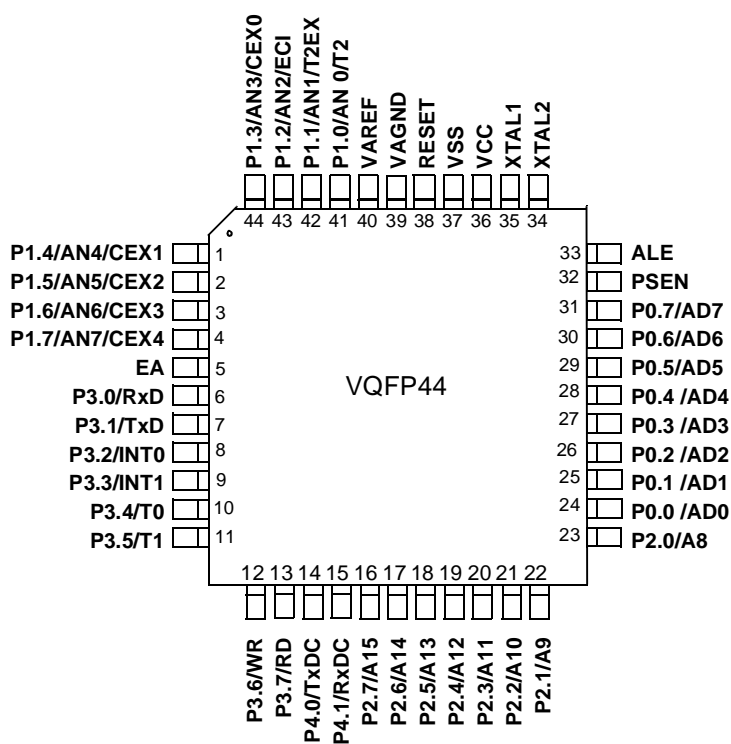 P1.3/AN3/CEX0
P1.2/AN2/ECI
P1.1/AN1/T2EX
P1.0/AN 0/T2
VAREF
VAGND
RESET
VSS
VCC
XTAL1
XTAL2
44 43 42 41 40 39 38 37 36 35 34
P1.4/AN4/CEX1 1
P1.5/AN5/CEX2 2
P1.6/AN6/CEX3 3
P1.7/AN7/CEX4 4
EA 5
P3.0/RxD 6
P3.1/TxD 7
P3.2/INT0 8
P3.3/INT1 9
P3.4/T0 10
P3.5/T1 11
VQFP44
33 ALE
32 PSEN
31 P0.7/AD7
30 P0.6/AD6
29 P0.5/AD5
28 P0.4 /AD4
27 P0.3 /AD3
26 P0.2 /AD2
25 P0.1 /AD1
24 P0.0 /AD0
23 P2.0/A8
12 13 14 15 16 17 18 19 20 21 22
P3.6/WR
P3.7/RD
P4.0/TxDC
P4.1/RxDC
P2.7/A15
P2.6/A14
P2.5/A13
P2.4/A12
P2.3/A11
P2.2/A10
P2.1/A9